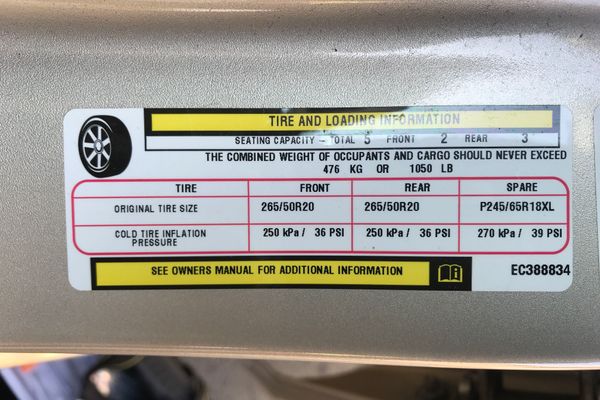 TIRE AND LOADING INFORMATION
SEATING CAPACITY - TOTAL 5 FRONT 2 REAR 3
THE COMBINED WEIGHT OF OCCUPANTS AND CARGO SHOULD NEVER EXCEED
476 KG OR 1050 LB
TIRE FRONT REAR SPARE
ORIGINAL TIRE SIZE 265/50R20 265/50R20 P245/65R18XL
COLD TIRE INFLATION PRESSURE 250 kPa / 36 PSI 250 kPa / 36 PSI 270 kPa / 39 PSI
SEE OWNERS MANUAL FOR ADDITIONAL INFORMATION
EC388834